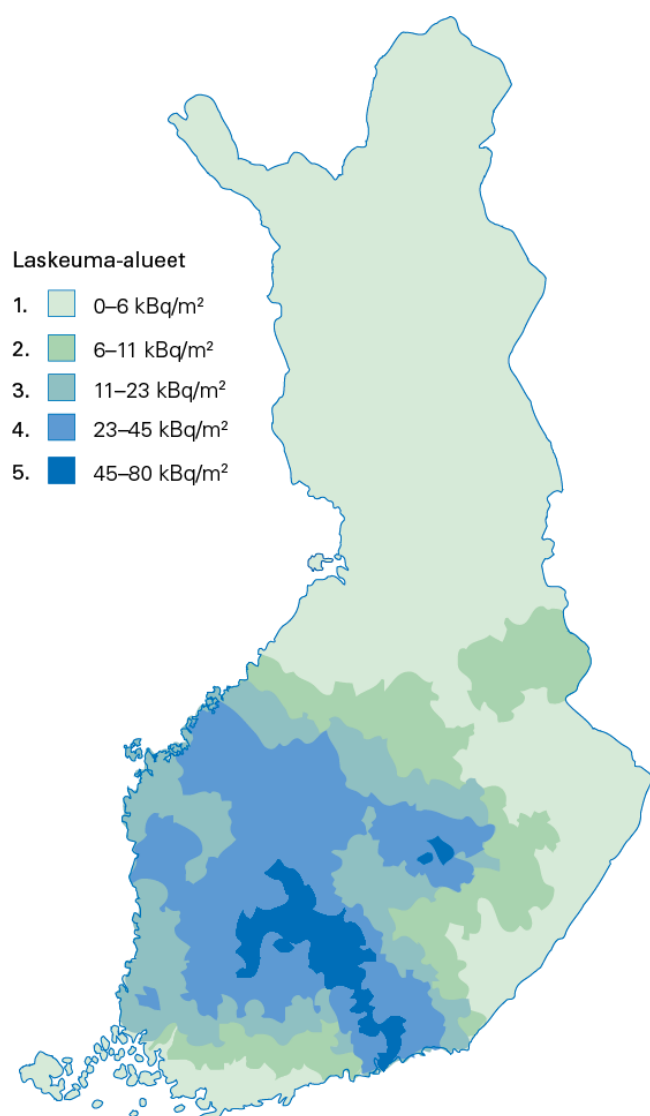 Laskeuma-alueet
1. 0–6 kBq/m²
2. 6–11 kBq/m²
3. 11–23 kBq/m²
4. 23–45 kBq/m²
5. 45–80 kBq/m²